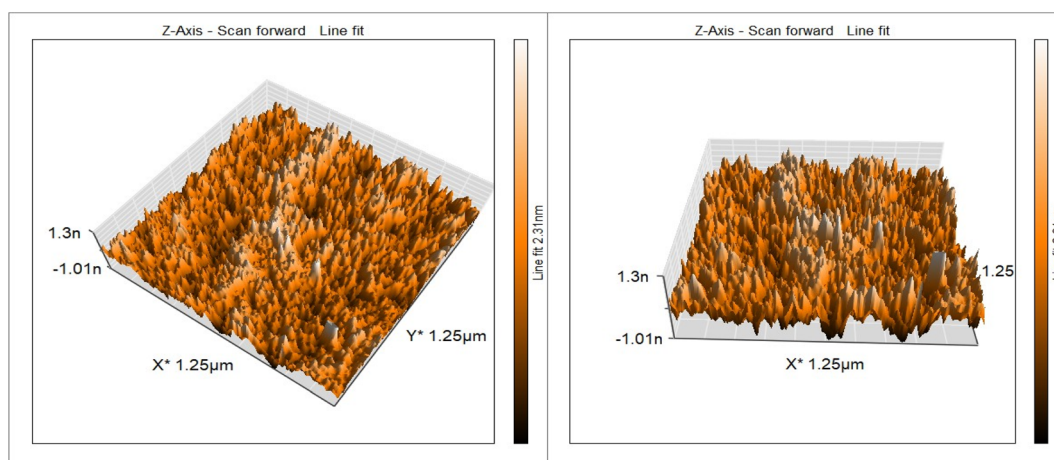 Z-Axis - Scan forward Line fit
1.3n
-1.01n
X* 1.25µm
Y* 1.25µm
Line fit 2.31nm
Z-Axis - Scan forward Line fit
1.3n
-1.01n
X* 1.25µm
1.25